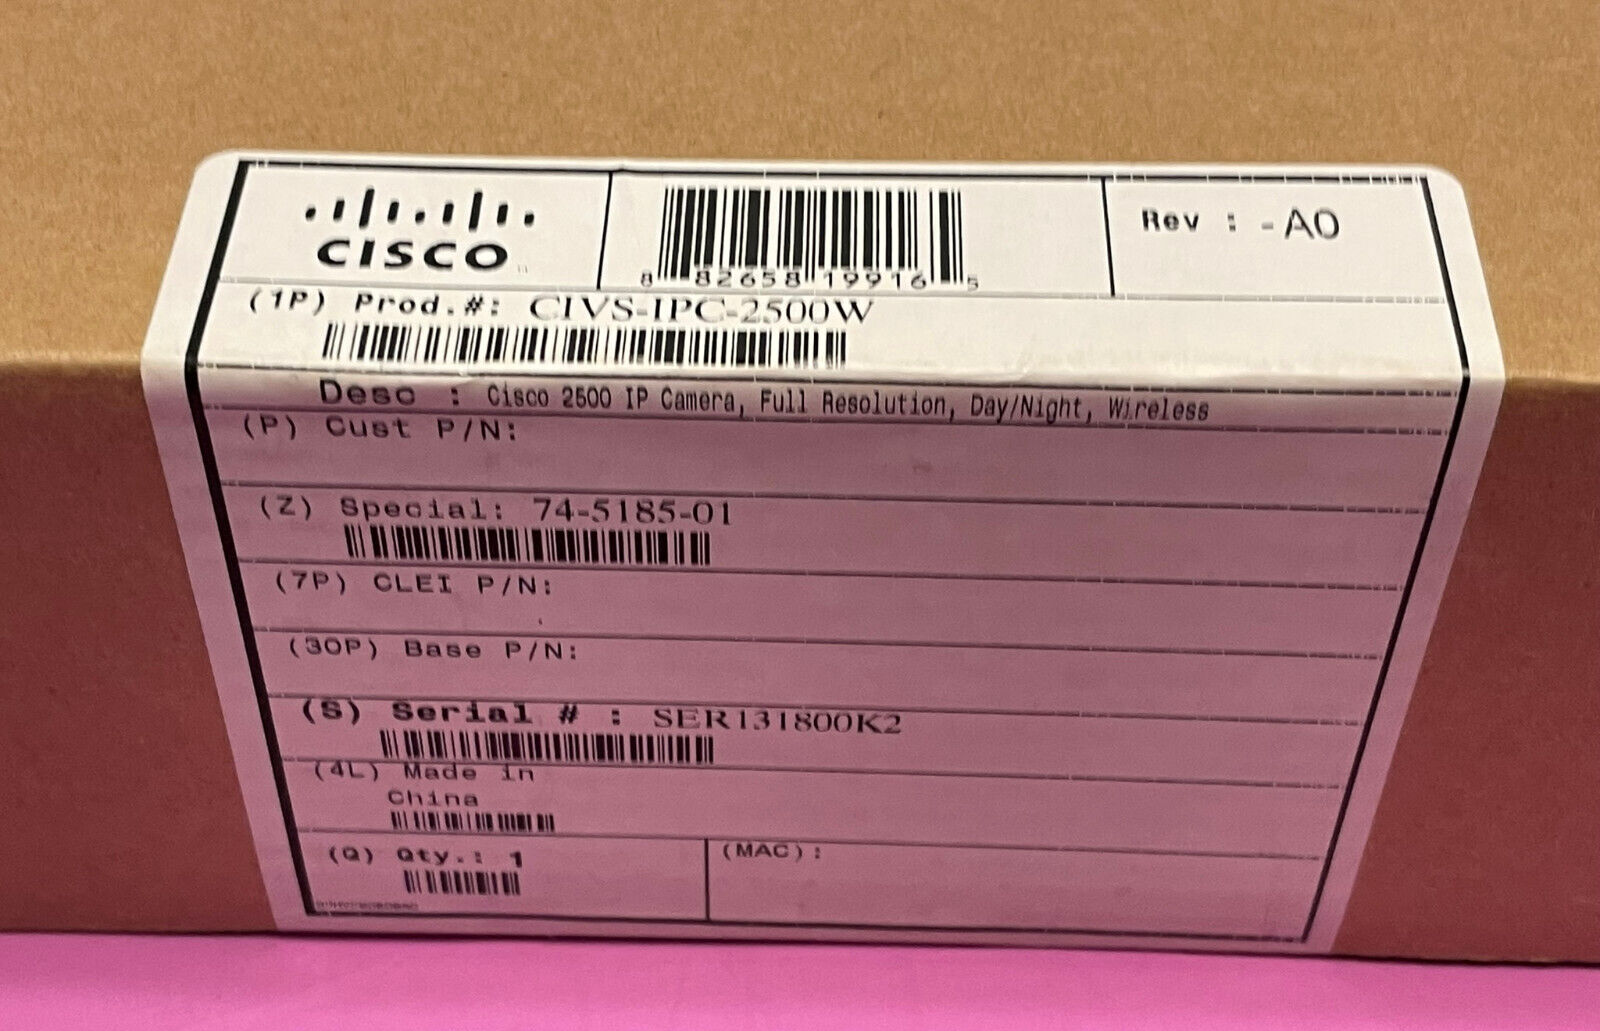 CISCO
8 82658 19916 5
Rev : -A0
(1P) Prod.#: CIVS-IPC-2500W
Desc : Cisco 2500 IP Camera, Full Resolution, Day/Night, Wireless
(P) Cust P/N:
(Z) Special: 74-5185-01
(7P) CLEI P/N:
(30P) Base P/N:
(S) Serial # : SER131800K2
(4L) Made in
China
(Q) Qty.: 1
(MAC):